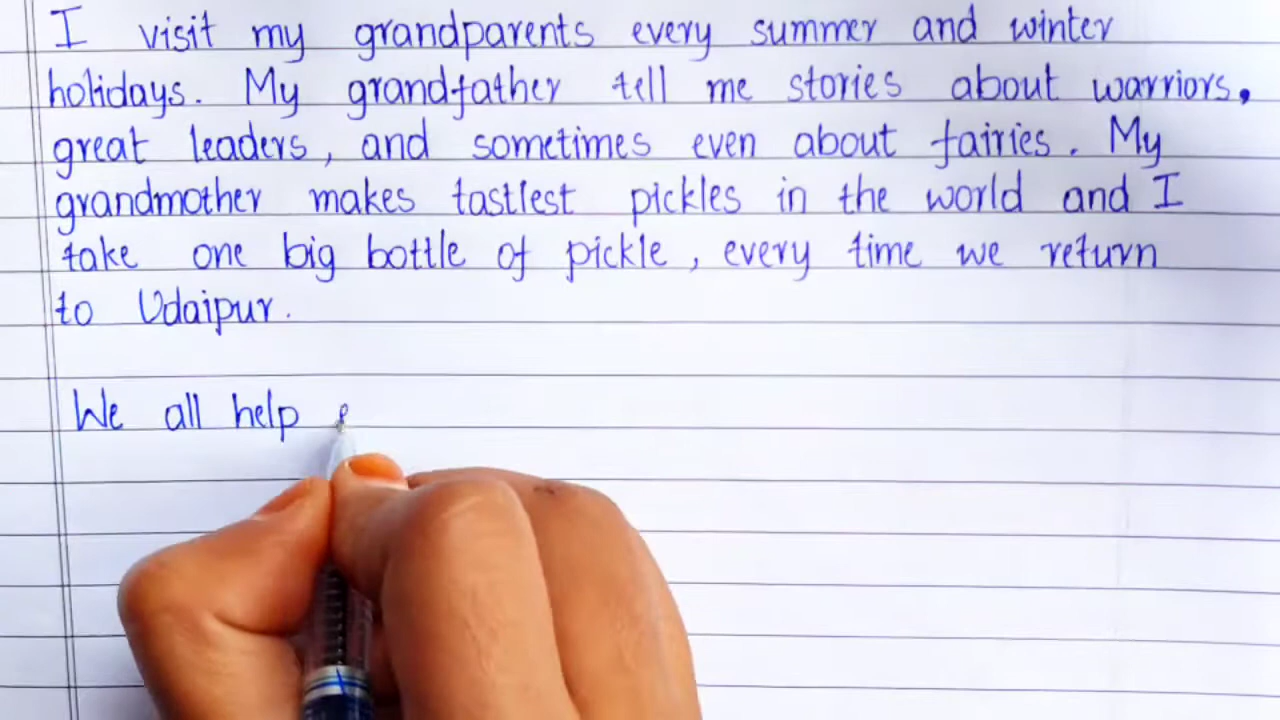 I visit my grandparents every summer and winter
holidays. My grandfather tell me stories about warriors,
great leaders, and sometimes even about fairies. My
grandmother makes tastiest pickles in the world and I
take one big bottle of pickle, every time we return
to Udaipur.
We all help